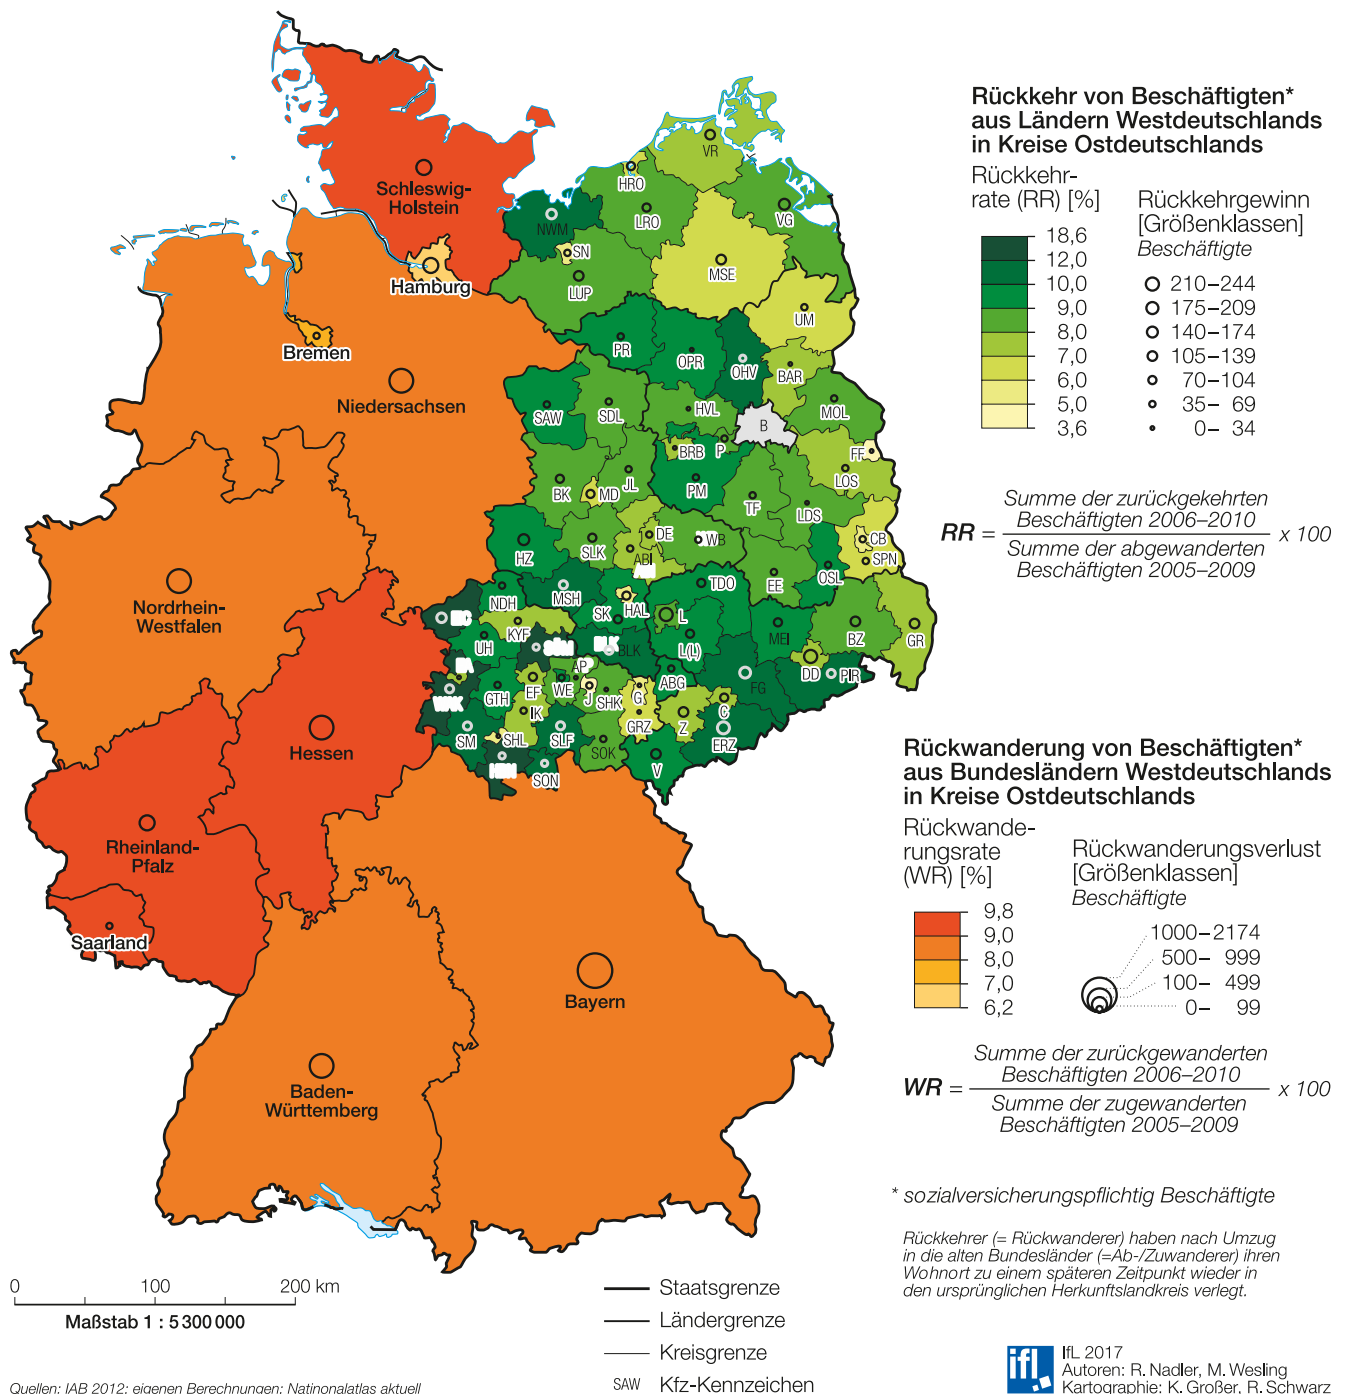 Rückkehr von Beschäftigten*
aus Ländern Westdeutschlands
in Kreise Ostdeutschlands
Rückkehr-
rate (RR) [%]
18,6
12,0
10,0
9,0
8,0
7,0
6,0
5,0
3,6
Rückkehrgewinn
[Größenklassen]
Beschäftigte
210–244
175–209
140–174
105–139
70–104
35– 69
0– 34
RR = Summe der zurückgekehrten
Beschäftigten 2006–2010
Summe der abgewanderten
Beschäftigten 2005–2009
x 100
Schleswig-
Holstein
Hamburg
Bremen
Niedersachsen
Nordrhein-
Westfalen
Hessen
Rheinland-
Pfalz
Saarland
Baden-
Württemberg
Bayern
VR
HRO
NWM
LRO
VG
SN
MSE
LUP
UM
PR
OPR
OHV
BAR
SAW
SDL
HVL
B
MOL
BRB
P
FF
LOS
BK
MD
JL
PM
TF
LDS
HZ
SLK
DE
ABI
WB
CB
SPN
NDH
MSH
TDO
EE
OSL
SK
HAL
L
KYF
UH
BLK
L(L)
MEI
BZ
GR
AP
DD
PIR
GTH
EF
WE
J
SHK
G
ABG
FG
IK
GRZ
Z
C
SM
SHL
SLF
SOK
V
ERZ
SON
Rückwanderung von Beschäftigten*
aus Bundesländern Westdeutschlands
in Kreise Ostdeutschlands
Rückwande-
rungsrate
(WR) [%]
9,8
9,0
8,0
7,0
6,2
Rückwanderungsverlust
[Größenklassen]
Beschäftigte
1000–2174
500– 999
100– 499
0– 99
WR = Summe der zurückgewanderten
Beschäftigten 2006–2010
Summe der zugewanderten
Beschäftigten 2005–2009
x 100
* sozialversicherungspflichtig Beschäftigte
Rückkehrer (= Rückwanderer) haben nach Umzug
in die alten Bundesländer (=Ab-/Zuwanderer) ihren
Wohnort zu einem späteren Zeitpunkt wieder in
den ursprünglichen Herkunftslandkreis verlegt.
0 100 200 km
Maßstab 1 : 5 300 000
Staatsgrenze
Ländergrenze
Kreisgrenze
SAW Kfz-Kennzeichen
ifl
IfL 2017
Autoren: R. Nadler, M. Wesling
Kartographie: K. Großer, R. Schwarz
Quellen: IAB 2012; eigenen Berechnungen; Nationalatlas aktuell